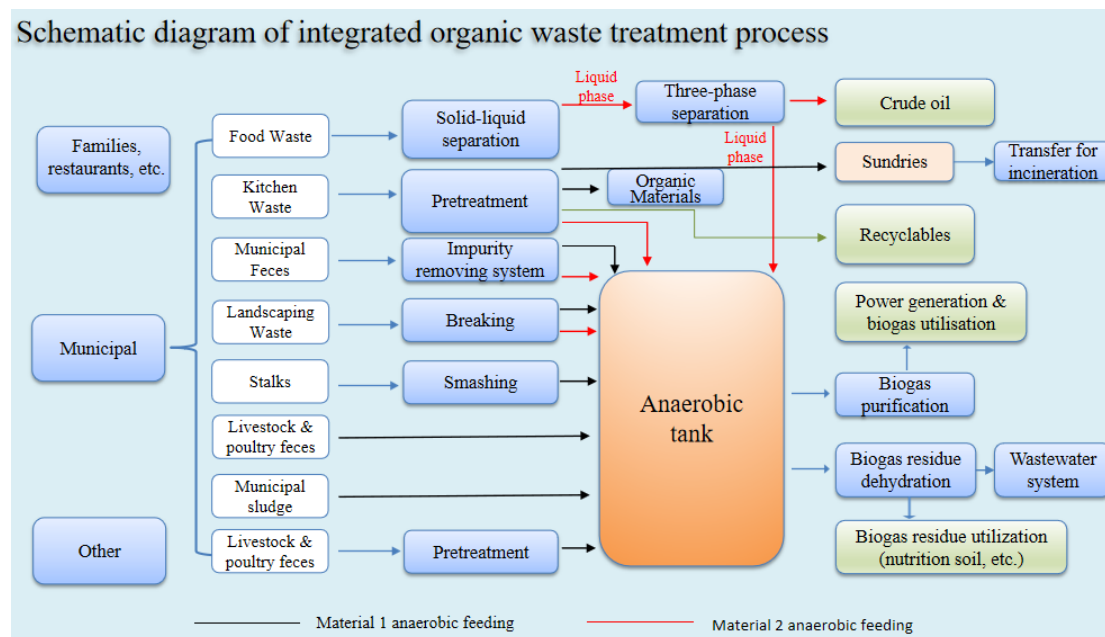 Schematic diagram of integrated organic waste treatment process
Families,
restaurants, etc.
Municipal
Other
Food Waste
Kitchen
Waste
Municipal
Feces
Landscaping
Waste
Stalks
Livestock &
poultry feces
Municipal
sludge
Livestock &
poultry feces
Solid-liquid
separation
Pretreatment
Impurity
removing system
Breaking
Smashing
Pretreatment
Liquid
phase
Three-phase
separation
Liquid
phase
Organic
Materials
Anaerobic
tank
Crude oil
Sundries
Transfer for
incineration
Recyclables
Power generation &
biogas utilisation
Biogas
purification
Biogas residue
dehydration
Wastewater
system
Biogas residue utilization
(nutrition soil, etc.)
Material 1 anaerobic feeding
Material 2 anaerobic feeding